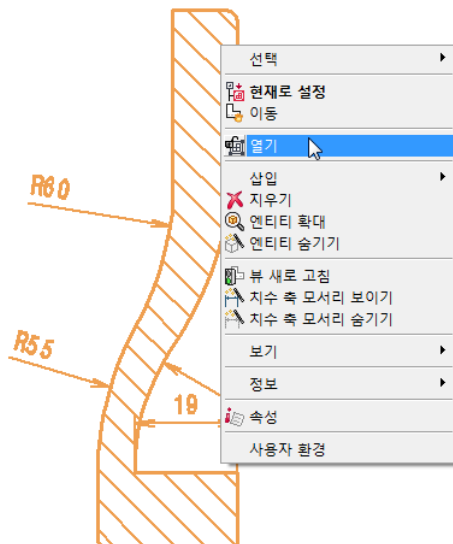 선택
현재로 설정
이동
열기
삽입
지우기
엔티티 확대
엔티티 숨기기
뷰 새로 고침
치수 축 모서리 보이기
치수 축 모서리 숨기기
보기
정보
속성
사용자 환경
R60
R55
19